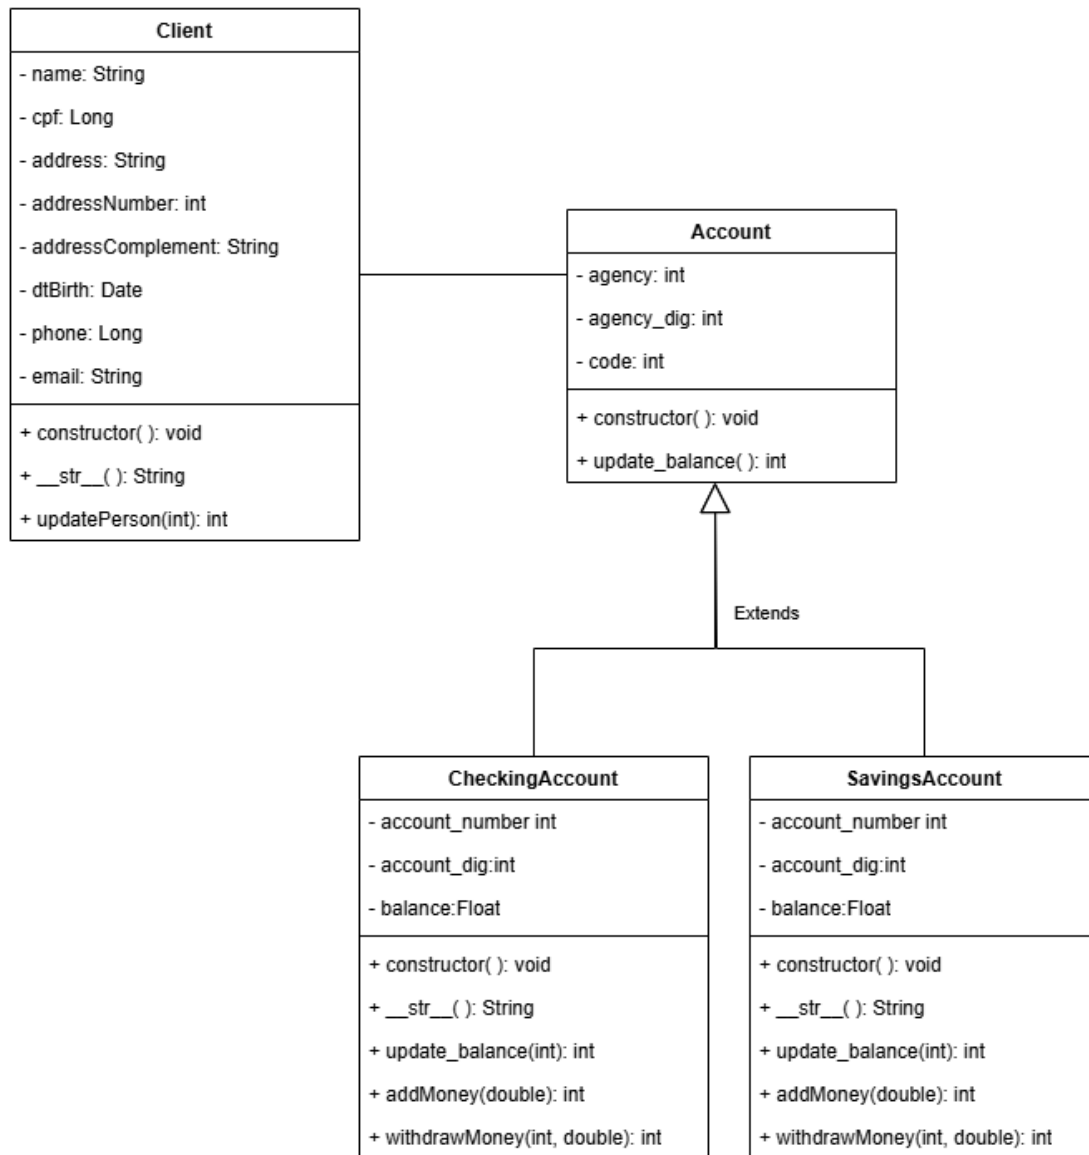 Client
- name: String
- cpf: Long
- address: String
- addressNumber: int
- addressComplement: String
- dtBirth: Date
- phone: Long
- email: String
+ constructor( ): void
+ __str__( ): String
+ updatePerson(int): int
Account
- agency: int
- agency_dig: int
- code: int
+ constructor( ): void
+ update_balance( ): int
Extends
CheckingAccount
- account_number int
- account_dig:int
- balance:Float
+ constructor( ): void
+ __str__( ): String
+ update_balance(int): int
+ addMoney(double): int
+ withdrawMoney(int, double): int
SavingsAccount
- account_number int
- account_dig:int
- balance:Float
+ constructor( ): void
+ __str__( ): String
+ update_balance(int): int
+ addMoney(double): int
+ withdrawMoney(int, double): int